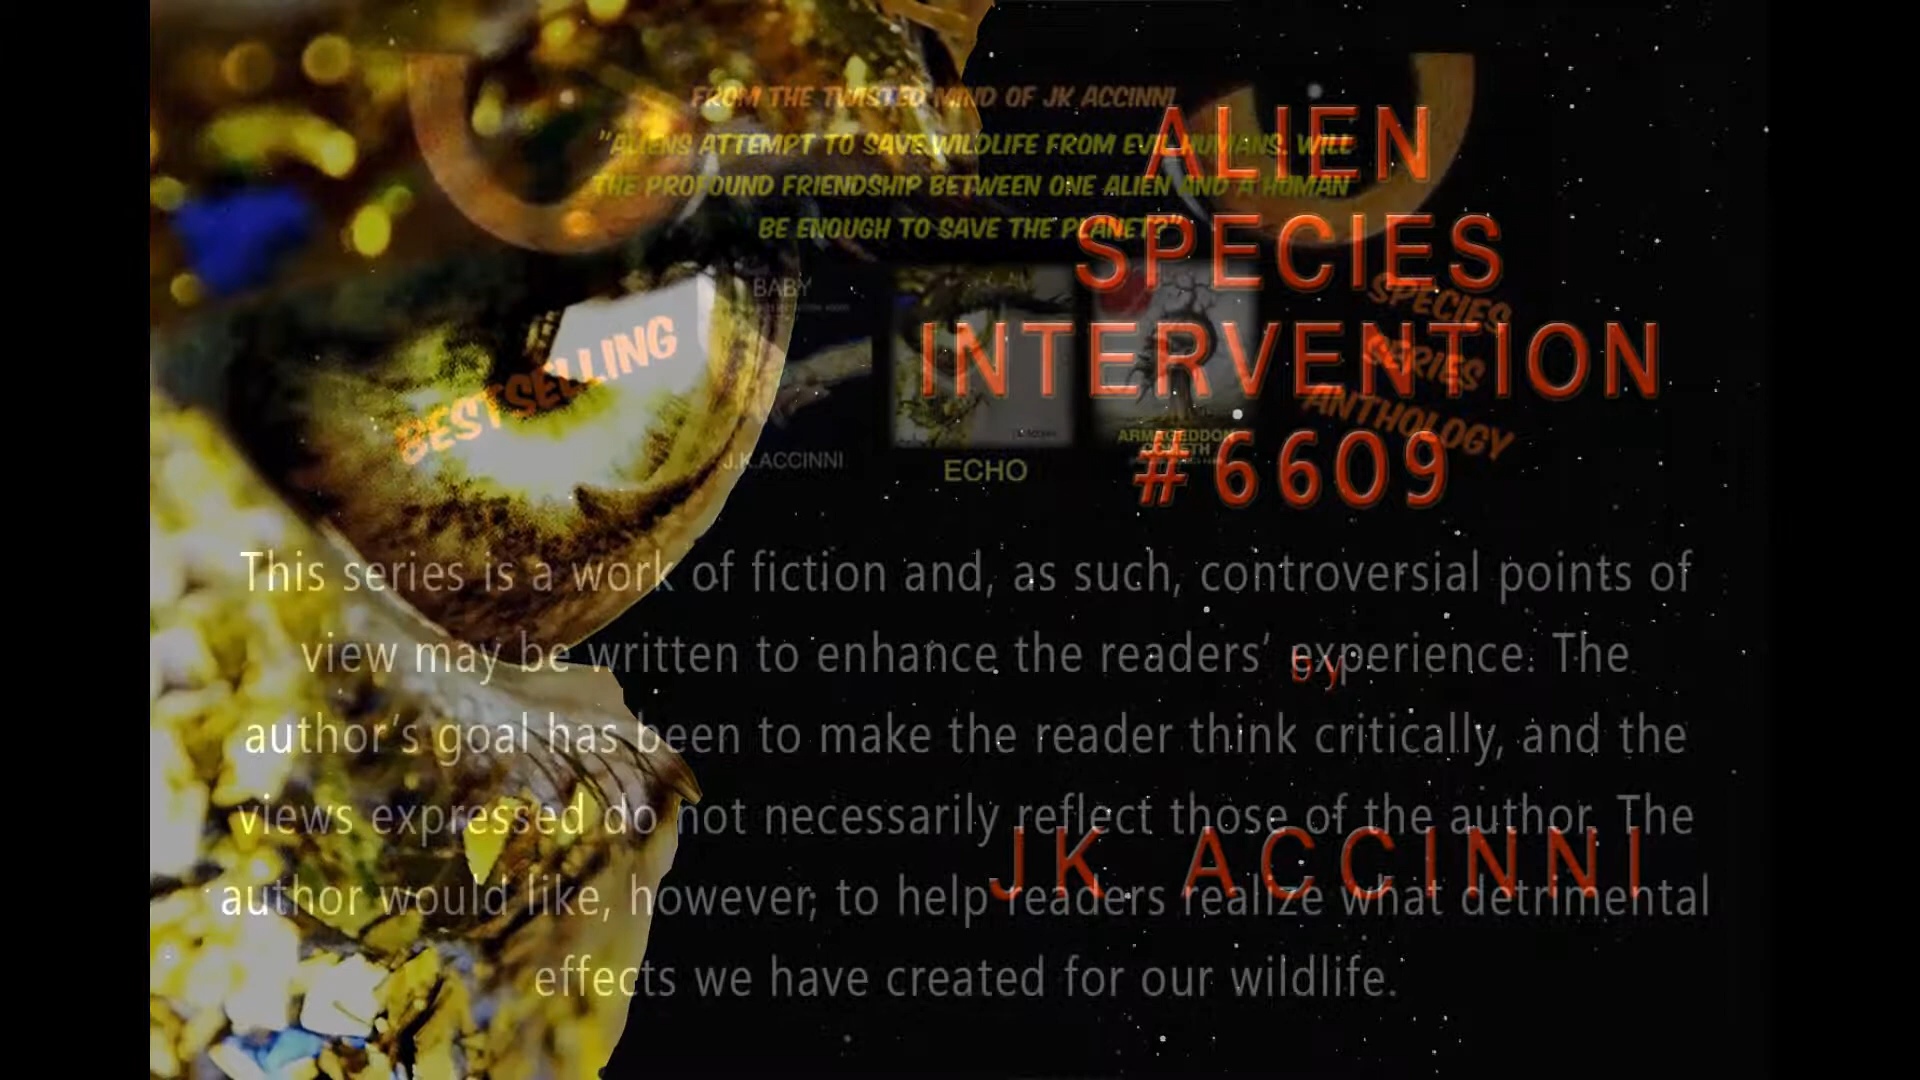 FROM THE TWISTED MIND OF JK ACCINNI
"ALIENS ATTEMPT TO SAVE WILDLIFE FROM EVIL HUMANS. WILL
THE PROFOUND FRIENDSHIP BETWEEN ONE ALIEN AND A HUMAN
BE ENOUGH TO SAVE THE PLANET?"
ALIEN
SPECIES
INTERVENTION
#6609
BESTSELLING
BABY
J.K.ACCINNI
ECHO
ARMAGEDDON
COMETH
SPECIES
SERIES
ANTHOLOGY
This series is a work of fiction and, as such, controversial points of
view may be written to enhance the readers’ experience. The
author’s goal has been to make the reader think critically, and the
views expressed do not necessarily reflect those of the author. The
author would like, however, to help readers realize what detrimental
effects we have created for our wildlife.
by
JK ACCINNI